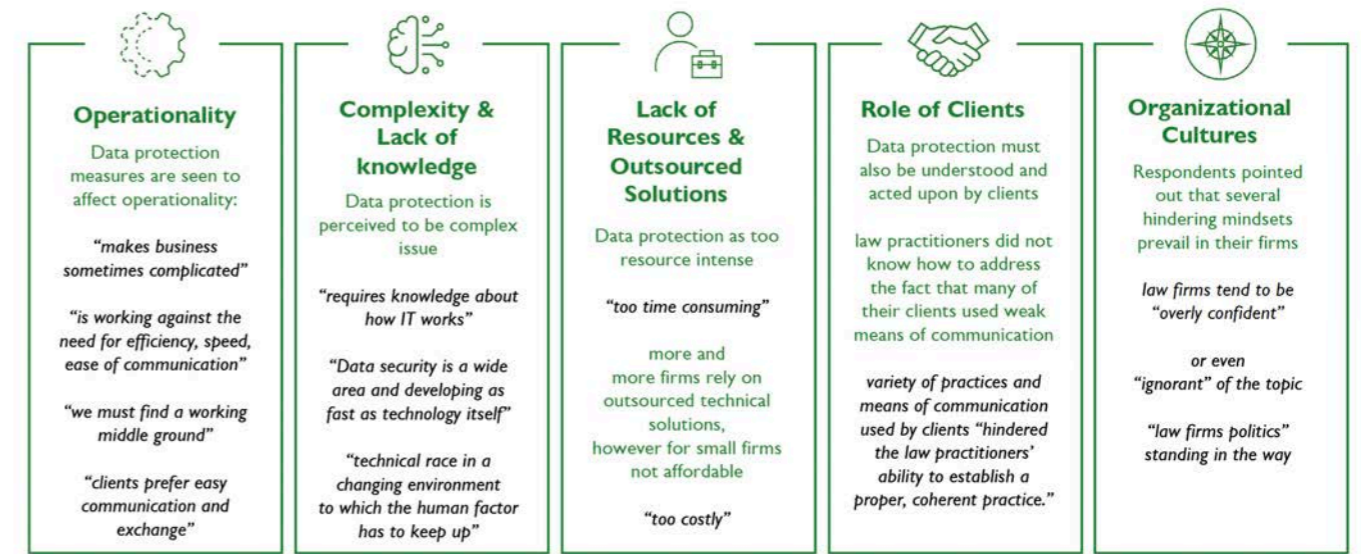 Operationality
Data protection
measures are seen to
affect operationality:
“makes business
sometimes complicated”
“is working against the
need for efficiency, speed,
ease of communication”
“we must find a working
middle ground”
“clients prefer easy
communication and
exchange”
Complexity &
Lack of
knowledge
Data protection is
perceived to be complex
issue
“requires knowledge about
how IT works”
“Data security is a wide
area and developing as
fast as technology itself”
“technical race in a
changing environment
to which the human factor
has to keep up”
Lack of
Resources &
Outsourced
Solutions
Data protection as too
resource intense
“too time consuming”
more and
more firms rely on
outsourced technical
solutions,
however for small firms
not affordable
“too costly”
Role of Clients
Data protection must
also be understood and
acted upon by clients
law practitioners did not
know how to address
the fact that many of
their clients used weak
means of communication
variety of practices and
means of communication
used by clients “hindered
the law practitioners’
ability to establish a
proper, coherent practice.”
Organizational
Cultures
Respondents pointed
out that several
hindering mindsets
prevail in their firms
law firms tend to be
“overly confident”
or even
“ignorant” of the topic
“law firms politics”
standing in the way